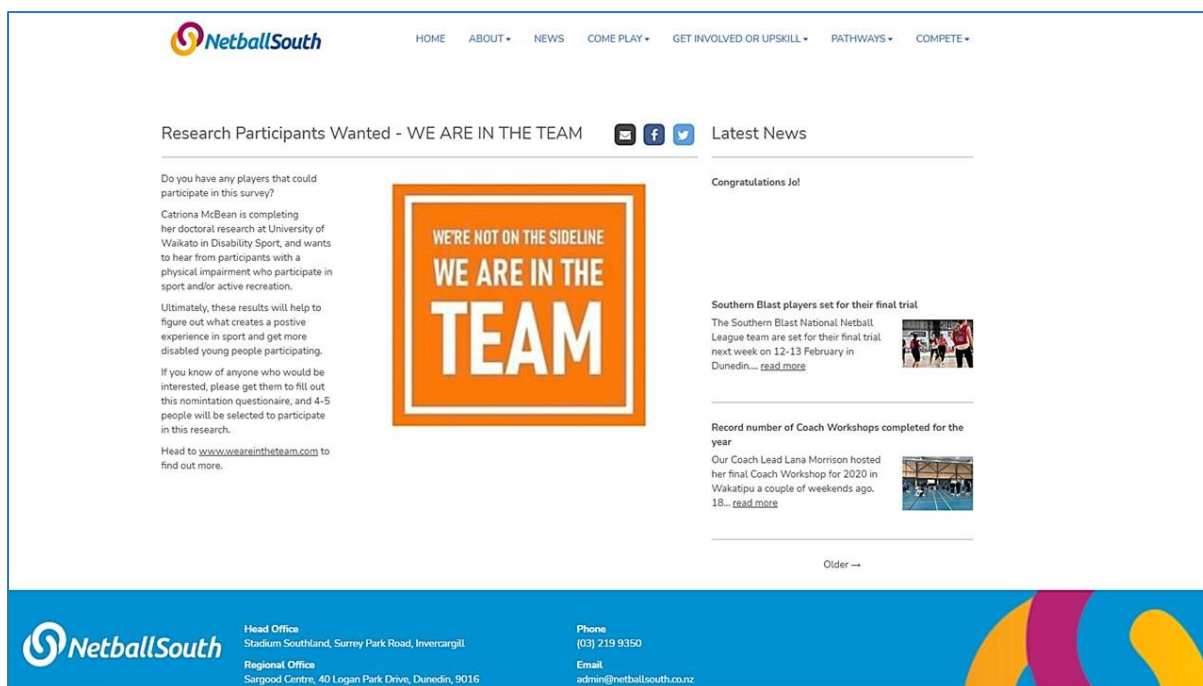 NetballSouth
HOME ABOUT NEWS COME PLAY GET INVOLVED OR UPSKILL PATHWAYS COMPETE
Research Participants Wanted - WE ARE IN THE TEAM
Do you have any players that could
participate in this survey?
Catriona McBean is completing
her doctoral research at University of
Waikato in Disability Sport, and wants
to hear from participants with a
physical impairment who participate in
sport and/or active recreation.
Ultimately, these results will help to
figure out what creates a postive
experience in sport and get more
disabled young people participating.
If you know of anyone who would be
interested, please get them to fill out
this nomintation questionaire, and 4-5
people will be selected to participate
in this research.
Head to www.weareintheteam.com to
find out more.
WE'RE NOT ON THE SIDELINE
WE ARE IN THE
TEAM
Latest News
Congratulations Jo!
Southern Blast players set for their final trial
The Southern Blast National Netball
League team are set for their final trial
next week on 12-13 February in
Dunedin.... read more
Record number of Coach Workshops completed for the
year
Our Coach Lead Lana Morrison hosted
her final Coach Workshop for 2020 in
Wakatipu a couple of weekends ago.
18... read more
Older →
NetballSouth
Head Office
Stadium Southland, Surrey Park Road, Invercargill
Regional Office
Sargood Centre, 40 Logan Park Drive, Dunedin, 9016
Phone
(03) 219 9350
Email
admin@netballsouth.co.nz